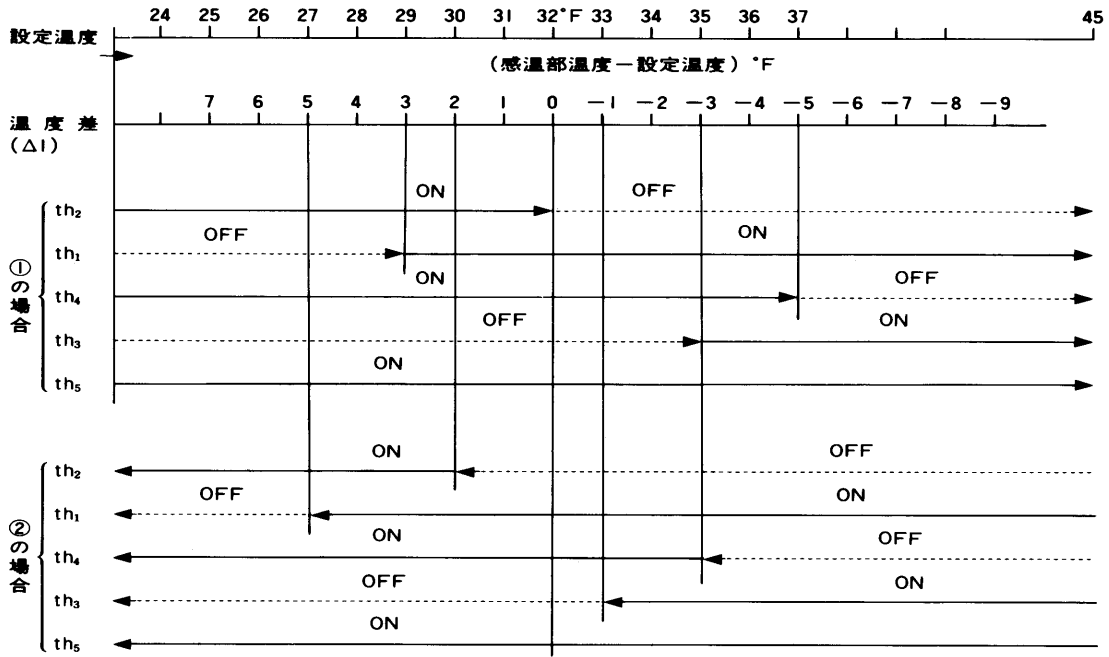 24 25 27 29 30 31 32°F 33 34 35 36 37 45
設定温度
(感温部温度−設定温度) °F
7 6 5 4 3 2 1 0 −1 −2 −3 −4 −5 −6 −7 −8 −9
温度差
(△I)
①の場合
ON OFF
th₂
OFF ON
th₁
ON OFF
th₄
OFF ON
th₃
ON
th₅
②の場合
ON OFF
th₂
OFF ON
th₁
ON OFF
th₄
OFF ON
th₃
ON
th₅